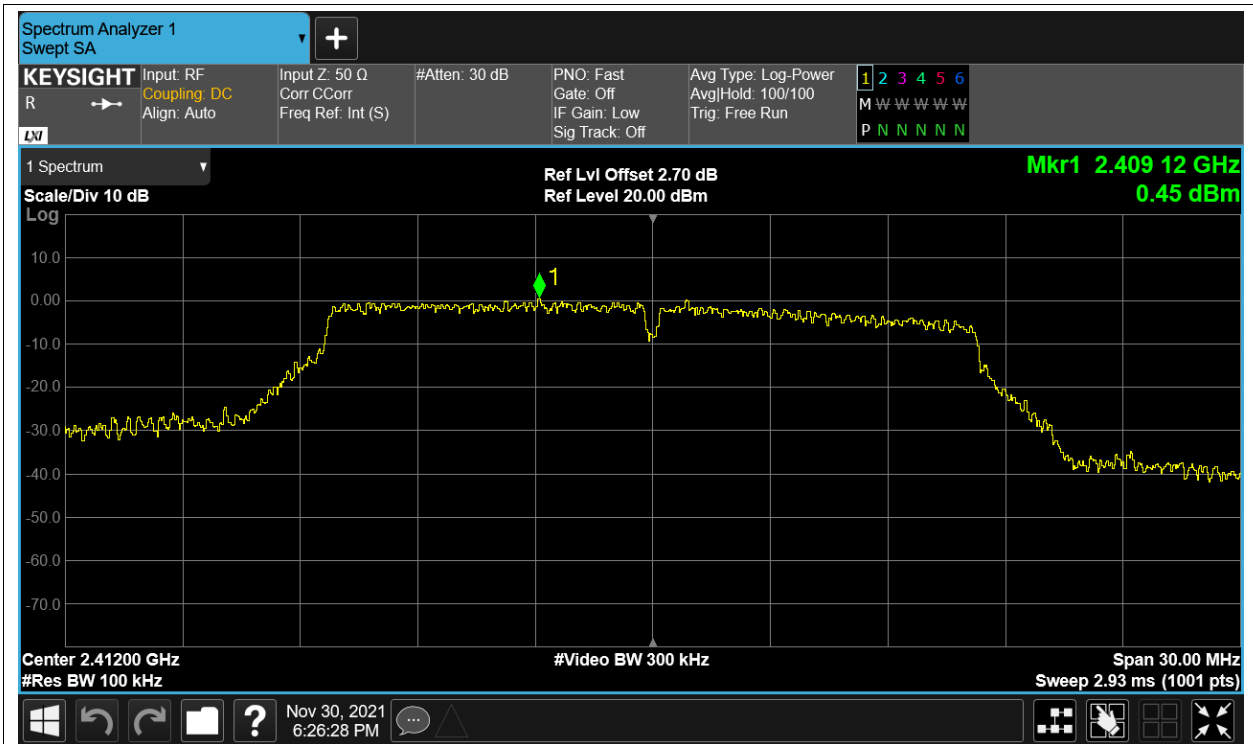 Spectrum Analyzer 1
Swept SA
KEYSIGHT
R
LXI
Input: RF
Coupling: DC
Align: Auto
Input Z: 50 Ω
Corr CCorr
Freq Ref: Int (S)
#Atten: 30 dB
PNO: Fast
Gate: Off
IF Gain: Low
Sig Track: Off
Avg Type: Log-Power
Avg|Hold: 100/100
Trig: Free Run
1 2 3 4 5 6
M W W W W W
P N N N N N
1 Spectrum
Scale/Div 10 dB
Log
Ref Lvl Offset 2.70 dB
Ref Level 20.00 dBm
Mkr1 2.409 12 GHz
0.45 dBm
1
10.0
0.00
-10.0
-20.0
-30.0
-40.0
-50.0
-60.0
-70.0
Center 2.41200 GHz
#Res BW 100 kHz
#Video BW 300 kHz
Span 30.00 MHz
Sweep 2.93 ms (1001 pts)
?
Nov 30, 2021
6:26:28 PM